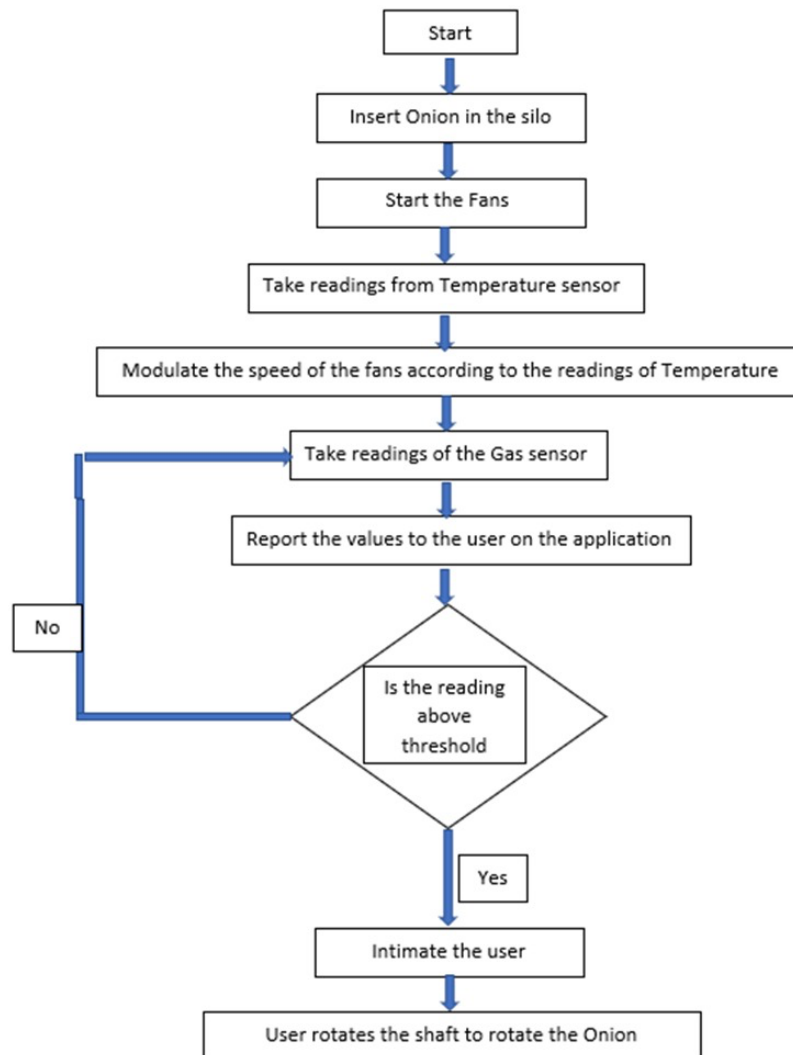 Start
Insert Onion in the silo
Start the Fans
Take readings from Temperature sensor
Modulate the speed of the fans according to the readings of Temperature
Take readings of the Gas sensor
Report the values to the user on the application
No
Is the reading
above
threshold
Yes
Intimate the user
User rotates the shaft to rotate the Onion